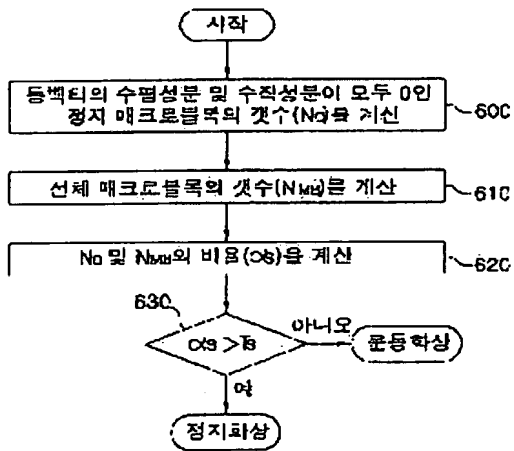 시작
동벡터의 수평성분 및 수직성분이 모두 0인
정지 매크로블록의 갯수(No)를 계산
600
전체 매크로블록의 갯수(NMB)를 계산
610
No 및 NMB의 비율(αs)을 계산
620
630
αs >Ts
아니오
운동화상
예
정지화상